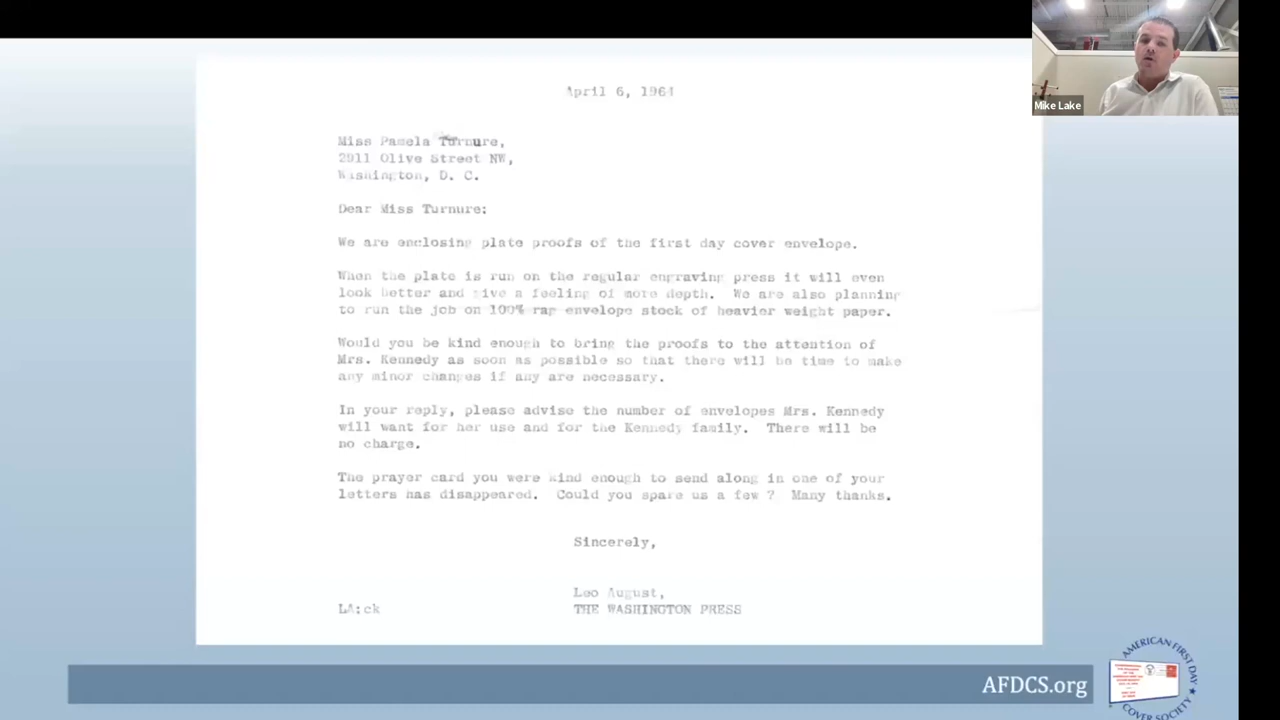 April 6, 1964
Mike Lake
Miss Pamela Turnure,
2911 Olive Street NW,
Washington, D. C.
Dear Miss Turnure:
We are enclosing plate proofs of the first day cover envelope.
When the plate is run on the regular engraving press it will even
look better and give a feeling of more depth. We are also planning
to run the job on 100% rag envelope stock of heavier weight paper.
Would you be kind enough to bring the proofs to the attention of
Mrs. Kennedy as soon as possible so that there will be time to make
any minor changes if any are necessary.
In your reply, please advise the number of envelopes Mrs. Kennedy
will want for her use and for the Kennedy family. There will be
no charge.
The prayer card you were kind enough to send along in one of your
letters has disappeared. Could you spare us a few ? Many thanks.
Sincerely,
Leo August,
LA:ck THE WASHINGTON PRESS
AFDCS.org
AMERICAN FIRST DAY
COVER SOCIETY